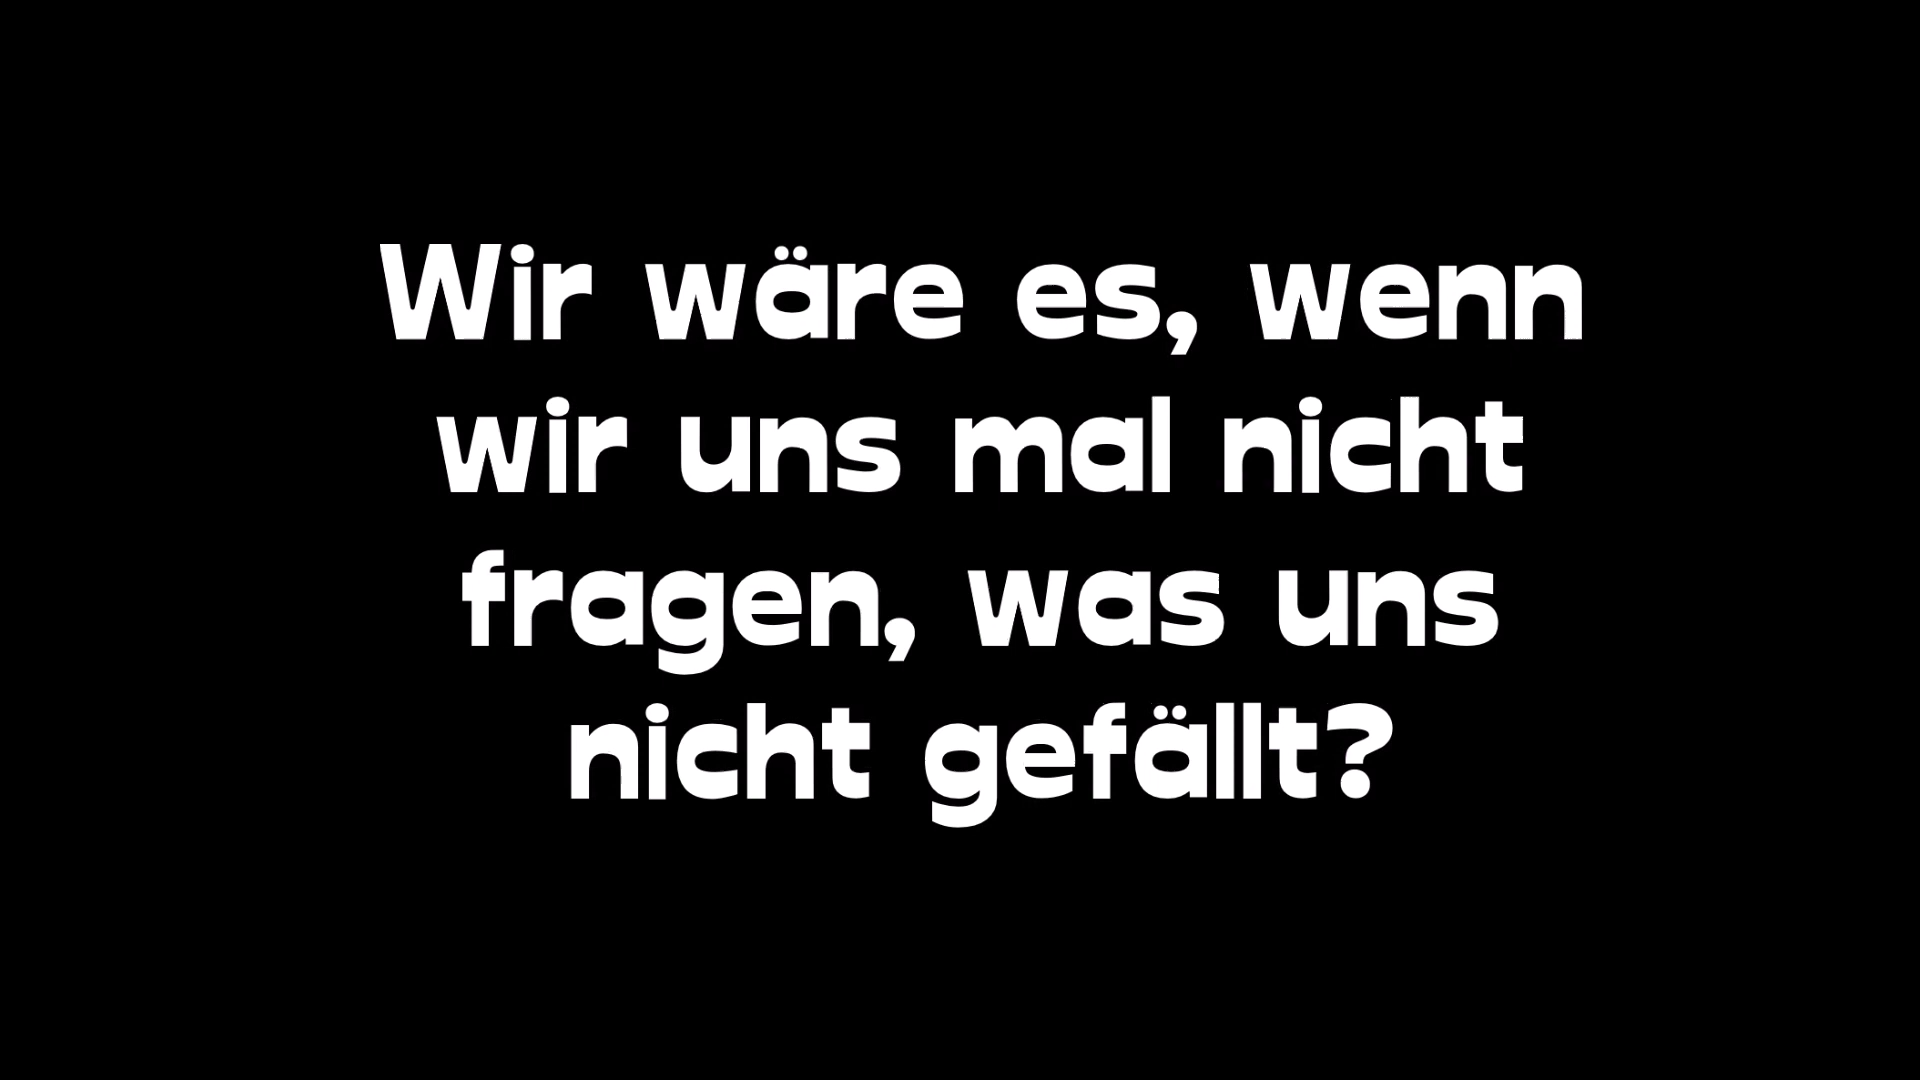 Wir wäre es, wenn
wir uns mal nicht
fragen, was uns
nicht gefällt?